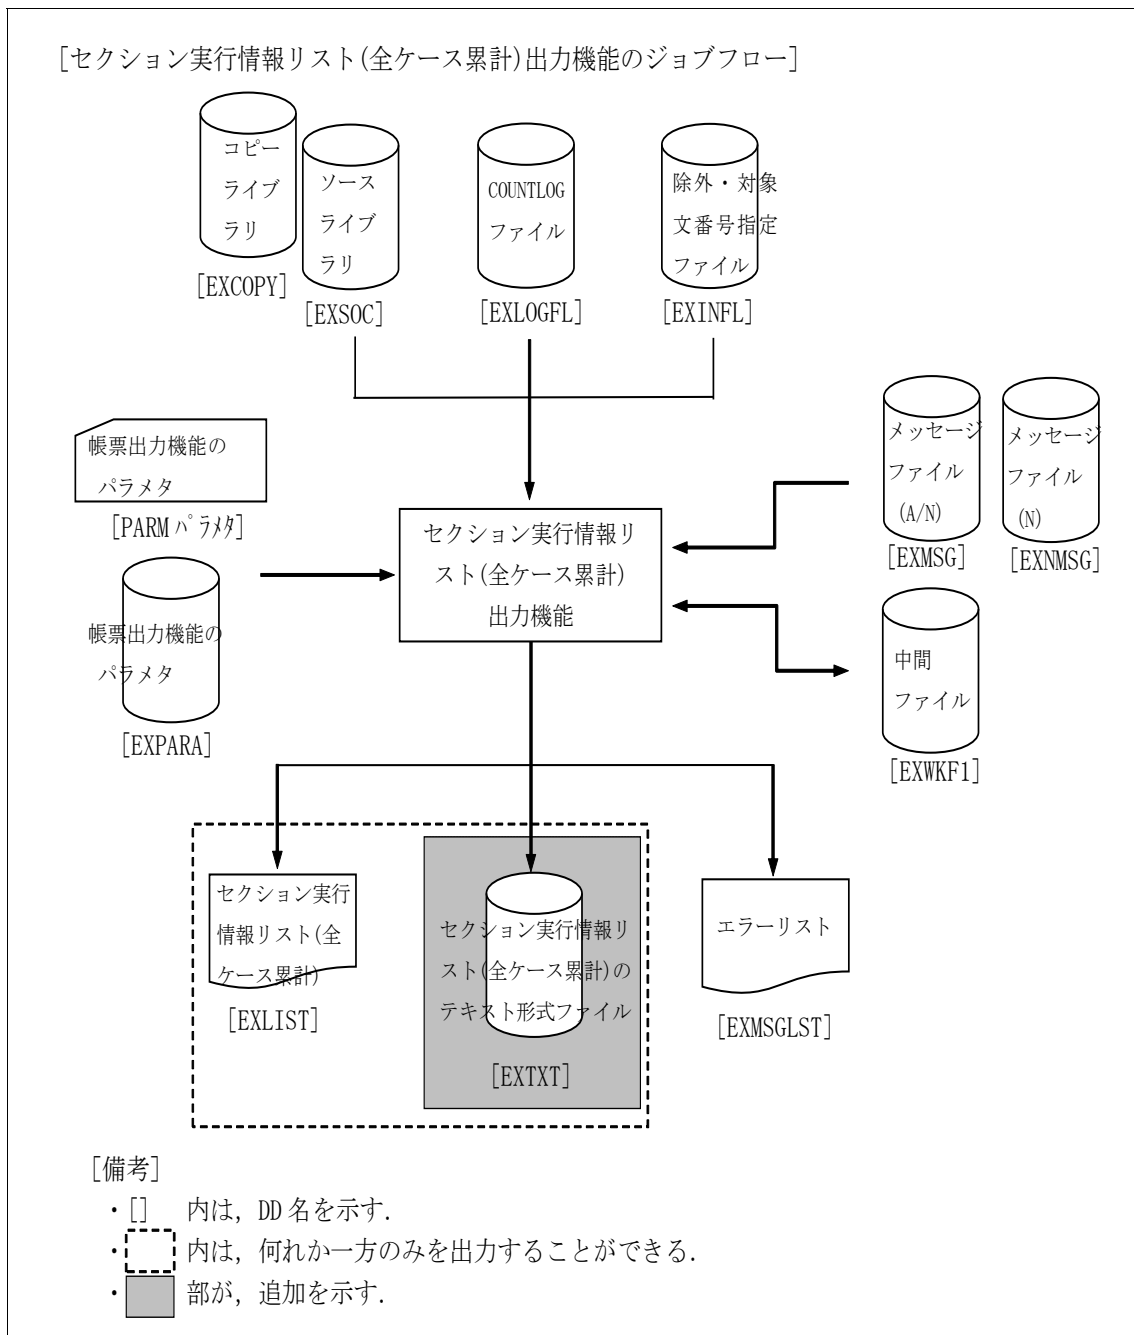 [セクション実行情報リスト(全ケース累計)出力機能のジョブフロー]
コピー
ライブ
ラリ
[EXCOPY]
ソース
ライブ
ラリ
[EXSOC]
COUNTLOG
ファイル
[EXLOGFL]
除外・対象
文番号指定
ファイル
[EXINFL]
帳票出力機能の
パラメタ
[PARMパラメタ]
帳票出力機能の
パラメタ
[EXPARA]
セクション実行情報リ
スト(全ケース累計)
出力機能
メッセージ
ファイル
(A/N)
[EXMSG]
メッセージ
ファイル
(N)
[EXNMSG]
中間
ファイル
[EXWKF1]
セクション実行
情報リスト(全
ケース累計)
[EXLIST]
セクション実行情報リ
スト(全ケース累計)の
テキスト形式ファイル
[EXTXT]
エラーリスト
[EXMSGLST]
[備考]
・[] 内は，DD名を示す．
・ 内は，何れか一方のみを出力することができる．
・ 部が，追加を示す．